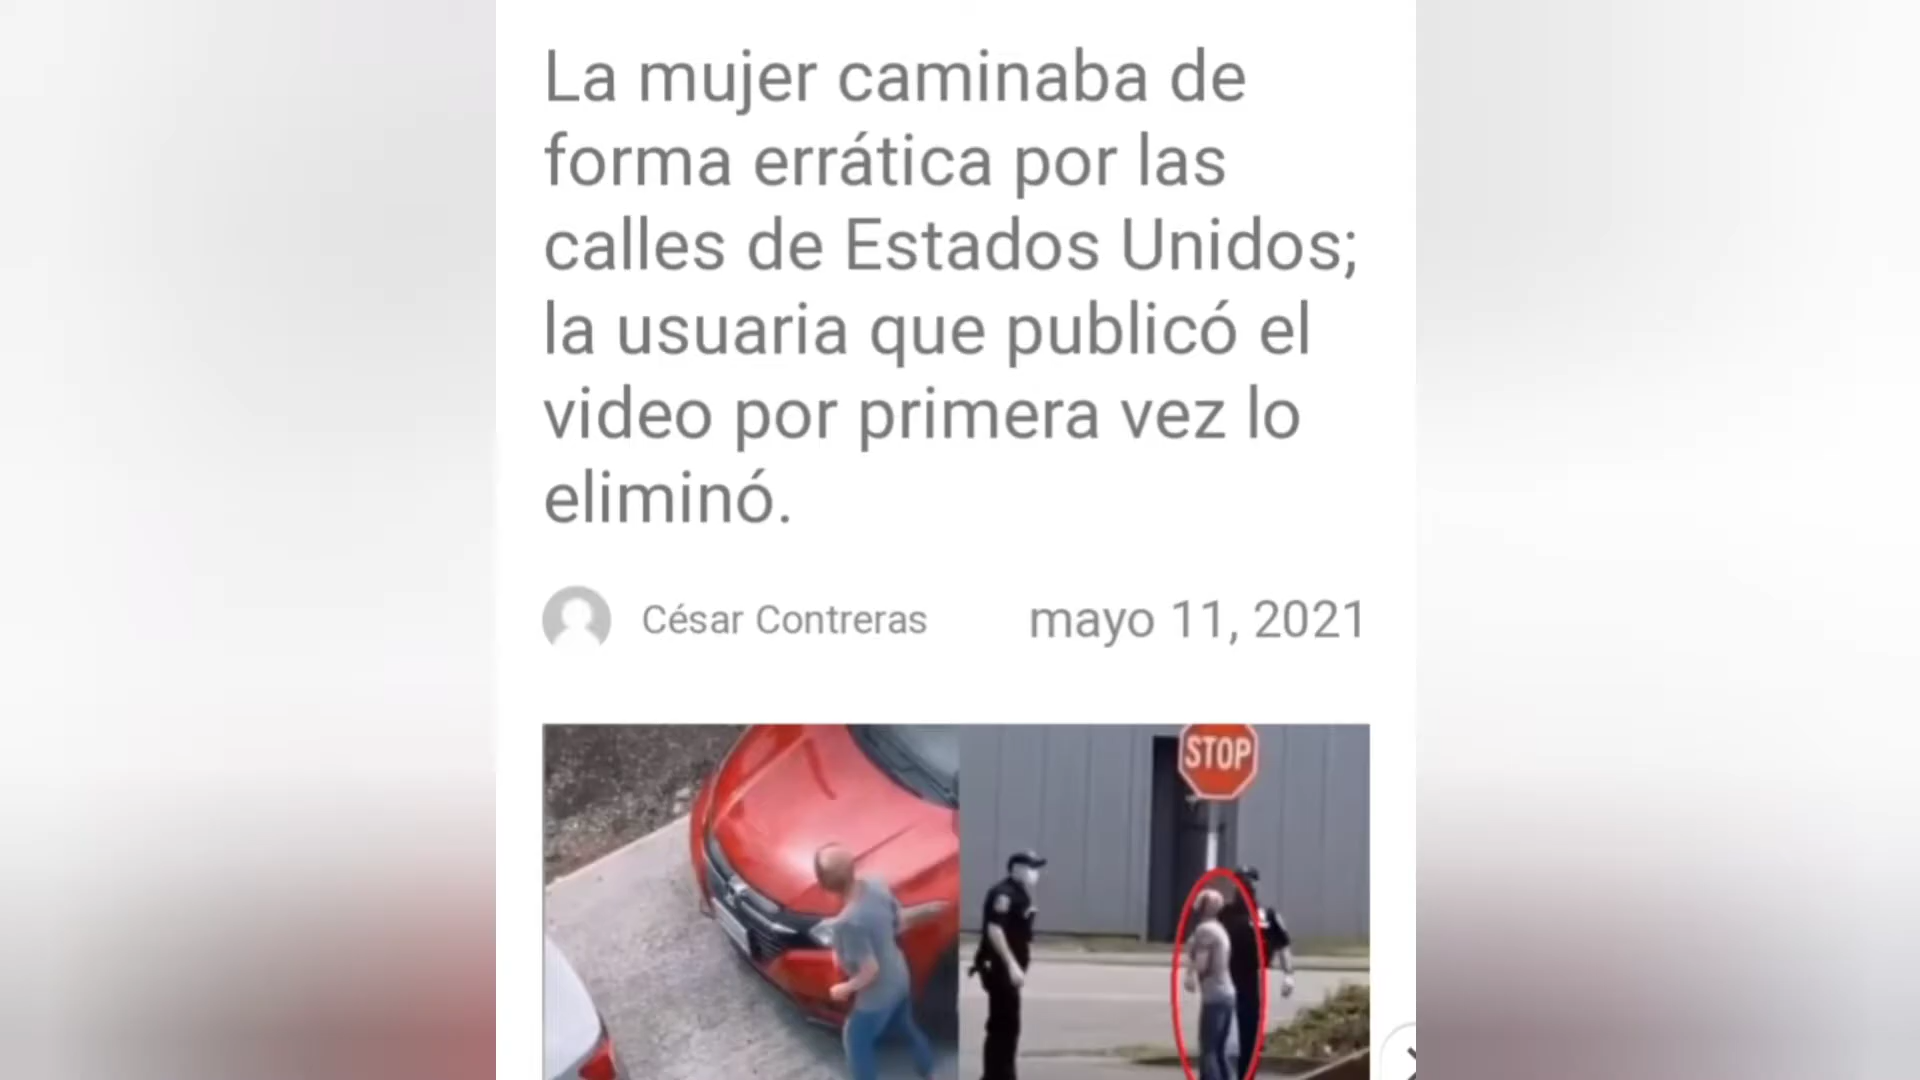 La mujer caminaba de
forma errática por las
calles de Estados Unidos;
la usuaria que publicó el
video por primera vez lo
eliminó.
César Contreras
mayo 11, 2021
STOP